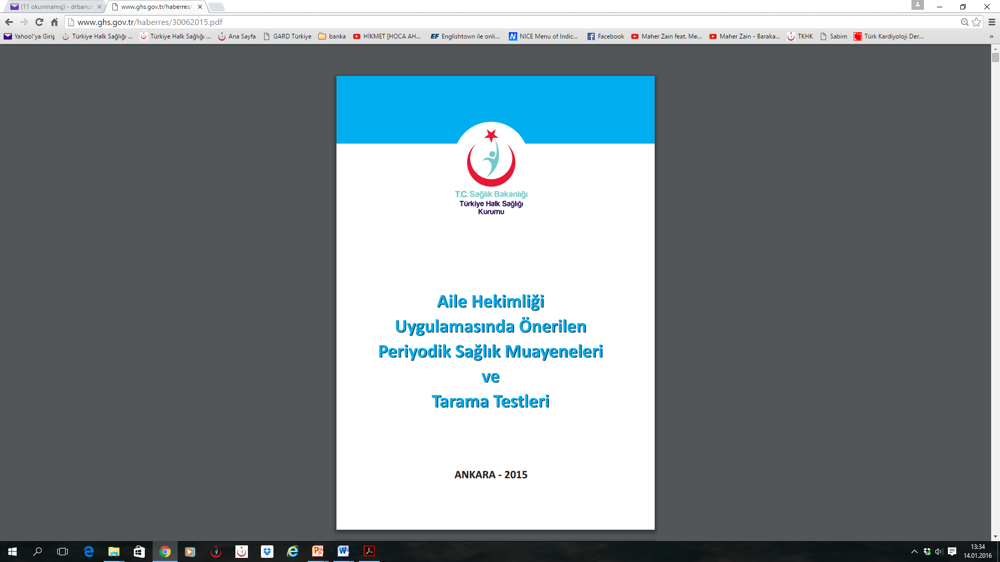 (11 okunmamış) - drbanut
www.ghs.gov.tr/haberres/3
www.ghs.gov.tr/haberres/30062015.pdf
Yahoo!'ya Giriş
Türkiye Halk Sağlığı ...
Türkiye Halk Sağlığı ...
Ana Sayfa
GARD Türkiye
banka
HİKMET [HOCA AH...
EF Englishtown ile onli...
N NICE Menu of Indic...
Facebook
Maher Zain feat. Me...
Maher Zain - Baraka...
TKHK
Sabim
Türk Kardiyoloji Der...
»
T.C. Sağlık Bakanlığı
Türkiye Halk Sağlığı
Kurumu
Aile Hekimliği
Uygulamasında Önerilen
Periyodik Sağlık Muayeneleri
ve
Tarama Testleri
ANKARA - 2015
13:34
14.01.2016